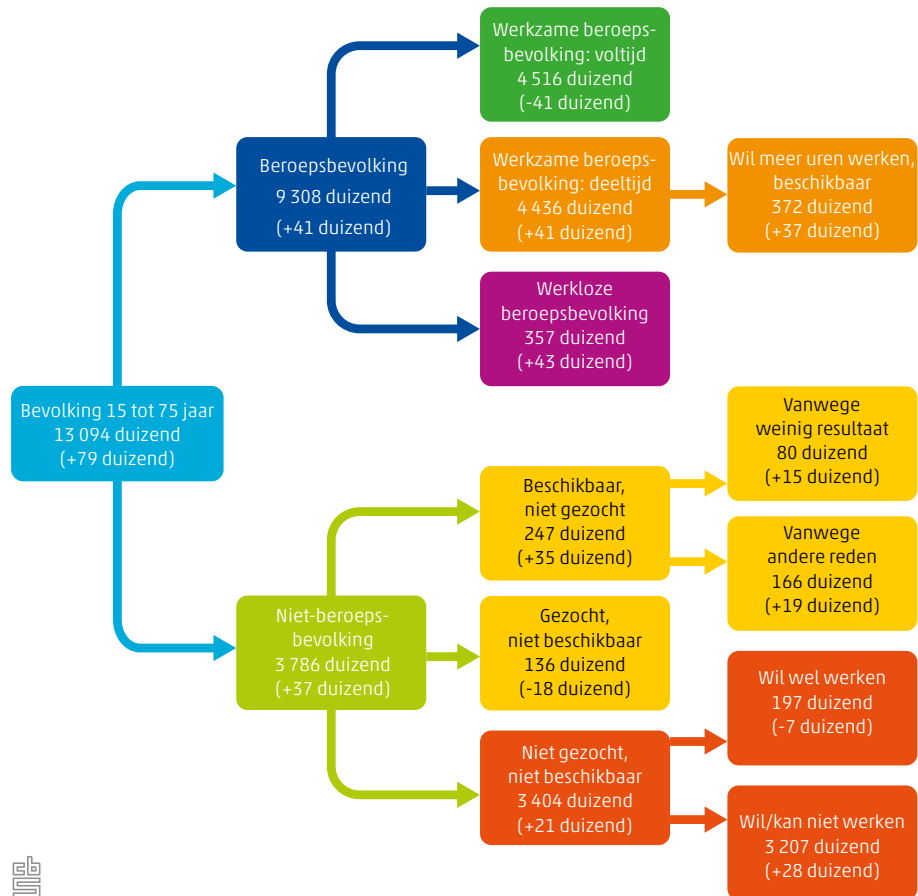 Werkzame beroeps-
bevolking: voltijd
4 516 duizend
(-41 duizend)
Beroepsbevolking
9 308 duizend
(+41 duizend)
Werkzame beroeps-
bevolking: deeltijd
4 436 duizend
(+41 duizend)
Wil meer uren werken,
beschikbaar
372 duizend
(+37 duizend)
Werkloze
beroepsbevolking
357 duizend
(+43 duizend)
Bevolking 15 tot 75 jaar
13 094 duizend
(+79 duizend)
Beschikbaar,
niet gezocht
247 duizend
(+35 duizend)
Vanwege
weinig resultaat
80 duizend
(+15 duizend)
Vanwege
andere reden
166 duizend
(+19 duizend)
Niet-beroeps-
bevolking
3 786 duizend
(+37 duizend)
Gezocht,
niet beschikbaar
136 duizend
(-18 duizend)
Niet gezocht,
niet beschikbaar
3 404 duizend
(+21 duizend)
Wil wel werken
197 duizend
(-7 duizend)
Wil/kan niet werken
3 207 duizend
(+28 duizend)
cb